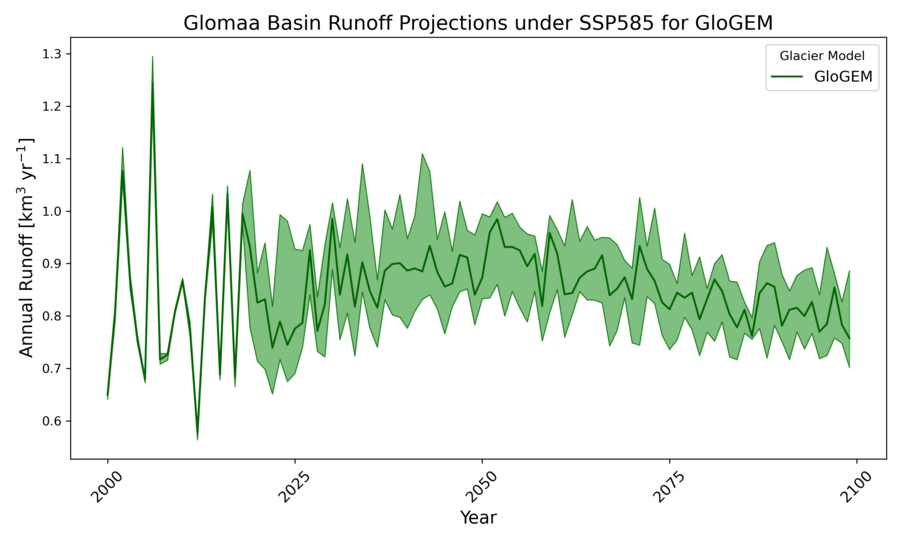 Glomaa Basin Runoff Projections under SSP585 for GloGEM
Glacier Model
GloGEM
1.3
1.2
1.1
1.0
0.9
0.8
0.7
0.6
Annual Runoff [km³ yr⁻¹]
2000
2025
2050
2075
2100
Year